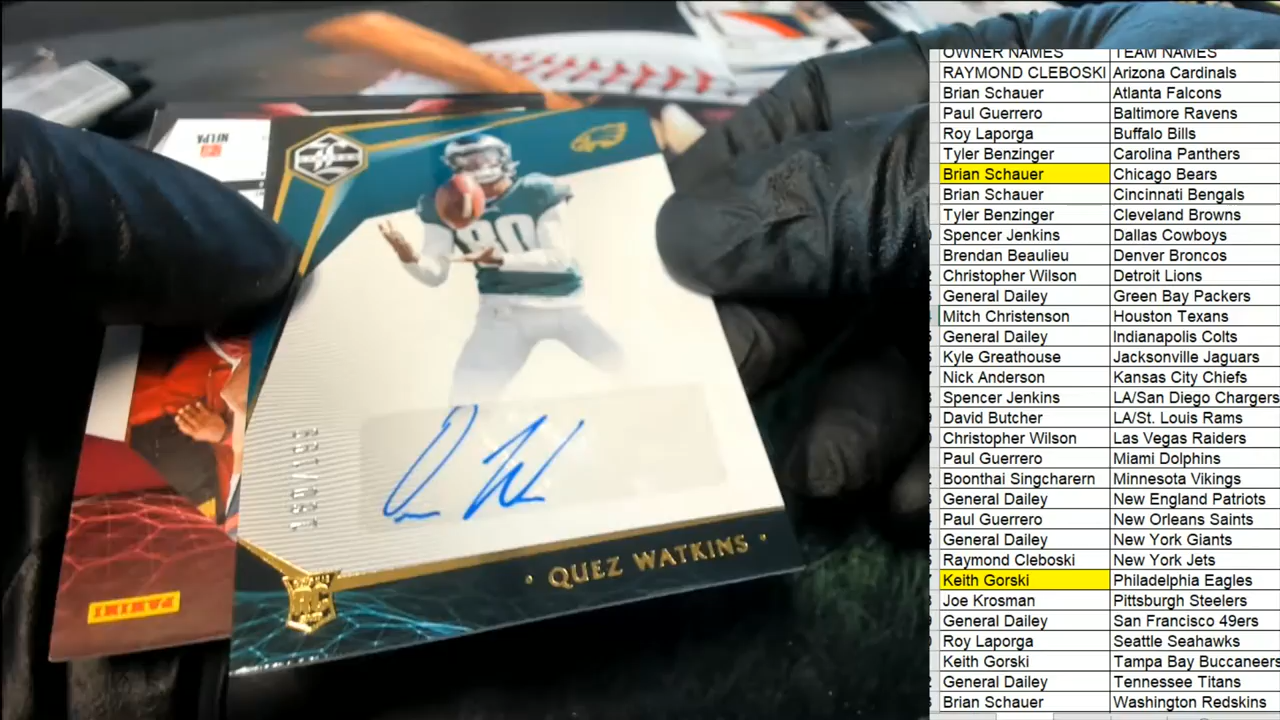 NFLPA
80
QUEZ WATKINS
RC
PANINI
OWNER NAMES TEAM NAMES
RAYMOND CLEBOSKI Arizona Cardinals
Brian Schauer Atlanta Falcons
Paul Guerrero Baltimore Ravens
Roy Laporga Buffalo Bills
Tyler Benzinger Carolina Panthers
Brian Schauer Chicago Bears
Brian Schauer Cincinnati Bengals
Tyler Benzinger Cleveland Browns
Spencer Jenkins Dallas Cowboys
Brendan Beaulieu Denver Broncos
Christopher Wilson Detroit Lions
General Dailey Green Bay Packers
Mitch Christenson Houston Texans
General Dailey Indianapolis Colts
Kyle Greathouse Jacksonville Jaguars
Nick Anderson Kansas City Chiefs
Spencer Jenkins LA/San Diego Chargers
David Butcher LA/St. Louis Rams
Christopher Wilson Las Vegas Raiders
Paul Guerrero Miami Dolphins
Boonthai Singcharern Minnesota Vikings
General Dailey New England Patriots
Paul Guerrero New Orleans Saints
General Dailey New York Giants
Raymond Cleboski New York Jets
Keith Gorski Philadelphia Eagles
Joe Krosman Pittsburgh Steelers
General Dailey San Francisco 49ers
Roy Laporga Seattle Seahawks
Keith Gorski Tampa Bay Buccaneers
General Dailey Tennessee Titans
Brian Schauer Washington Redskins